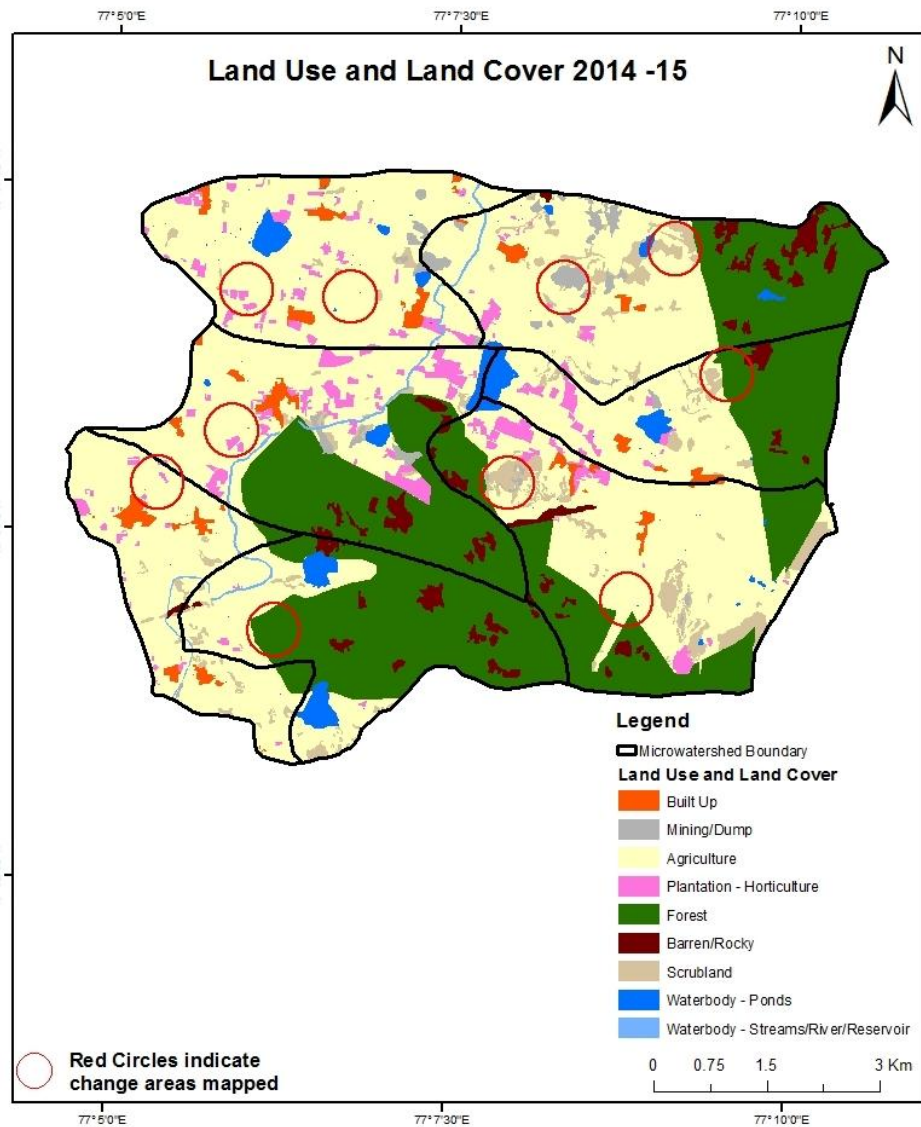 77°5'0"E 77°7'30"E 77°10'0"E
Land Use and Land Cover 2014 -15
N
Legend
Microwatershed Boundary
Land Use and Land Cover
Built Up
Mining/Dump
Agriculture
Plantation - Horticulture
Forest
Barren/Rocky
Scrubland
Waterbody - Ponds
Waterbody - Streams/River/Reservoir
Red Circles indicate
change areas mapped
0 0.75 1.5 3 Km
77°5'0"E 77°7'30"E 77°10'0"E